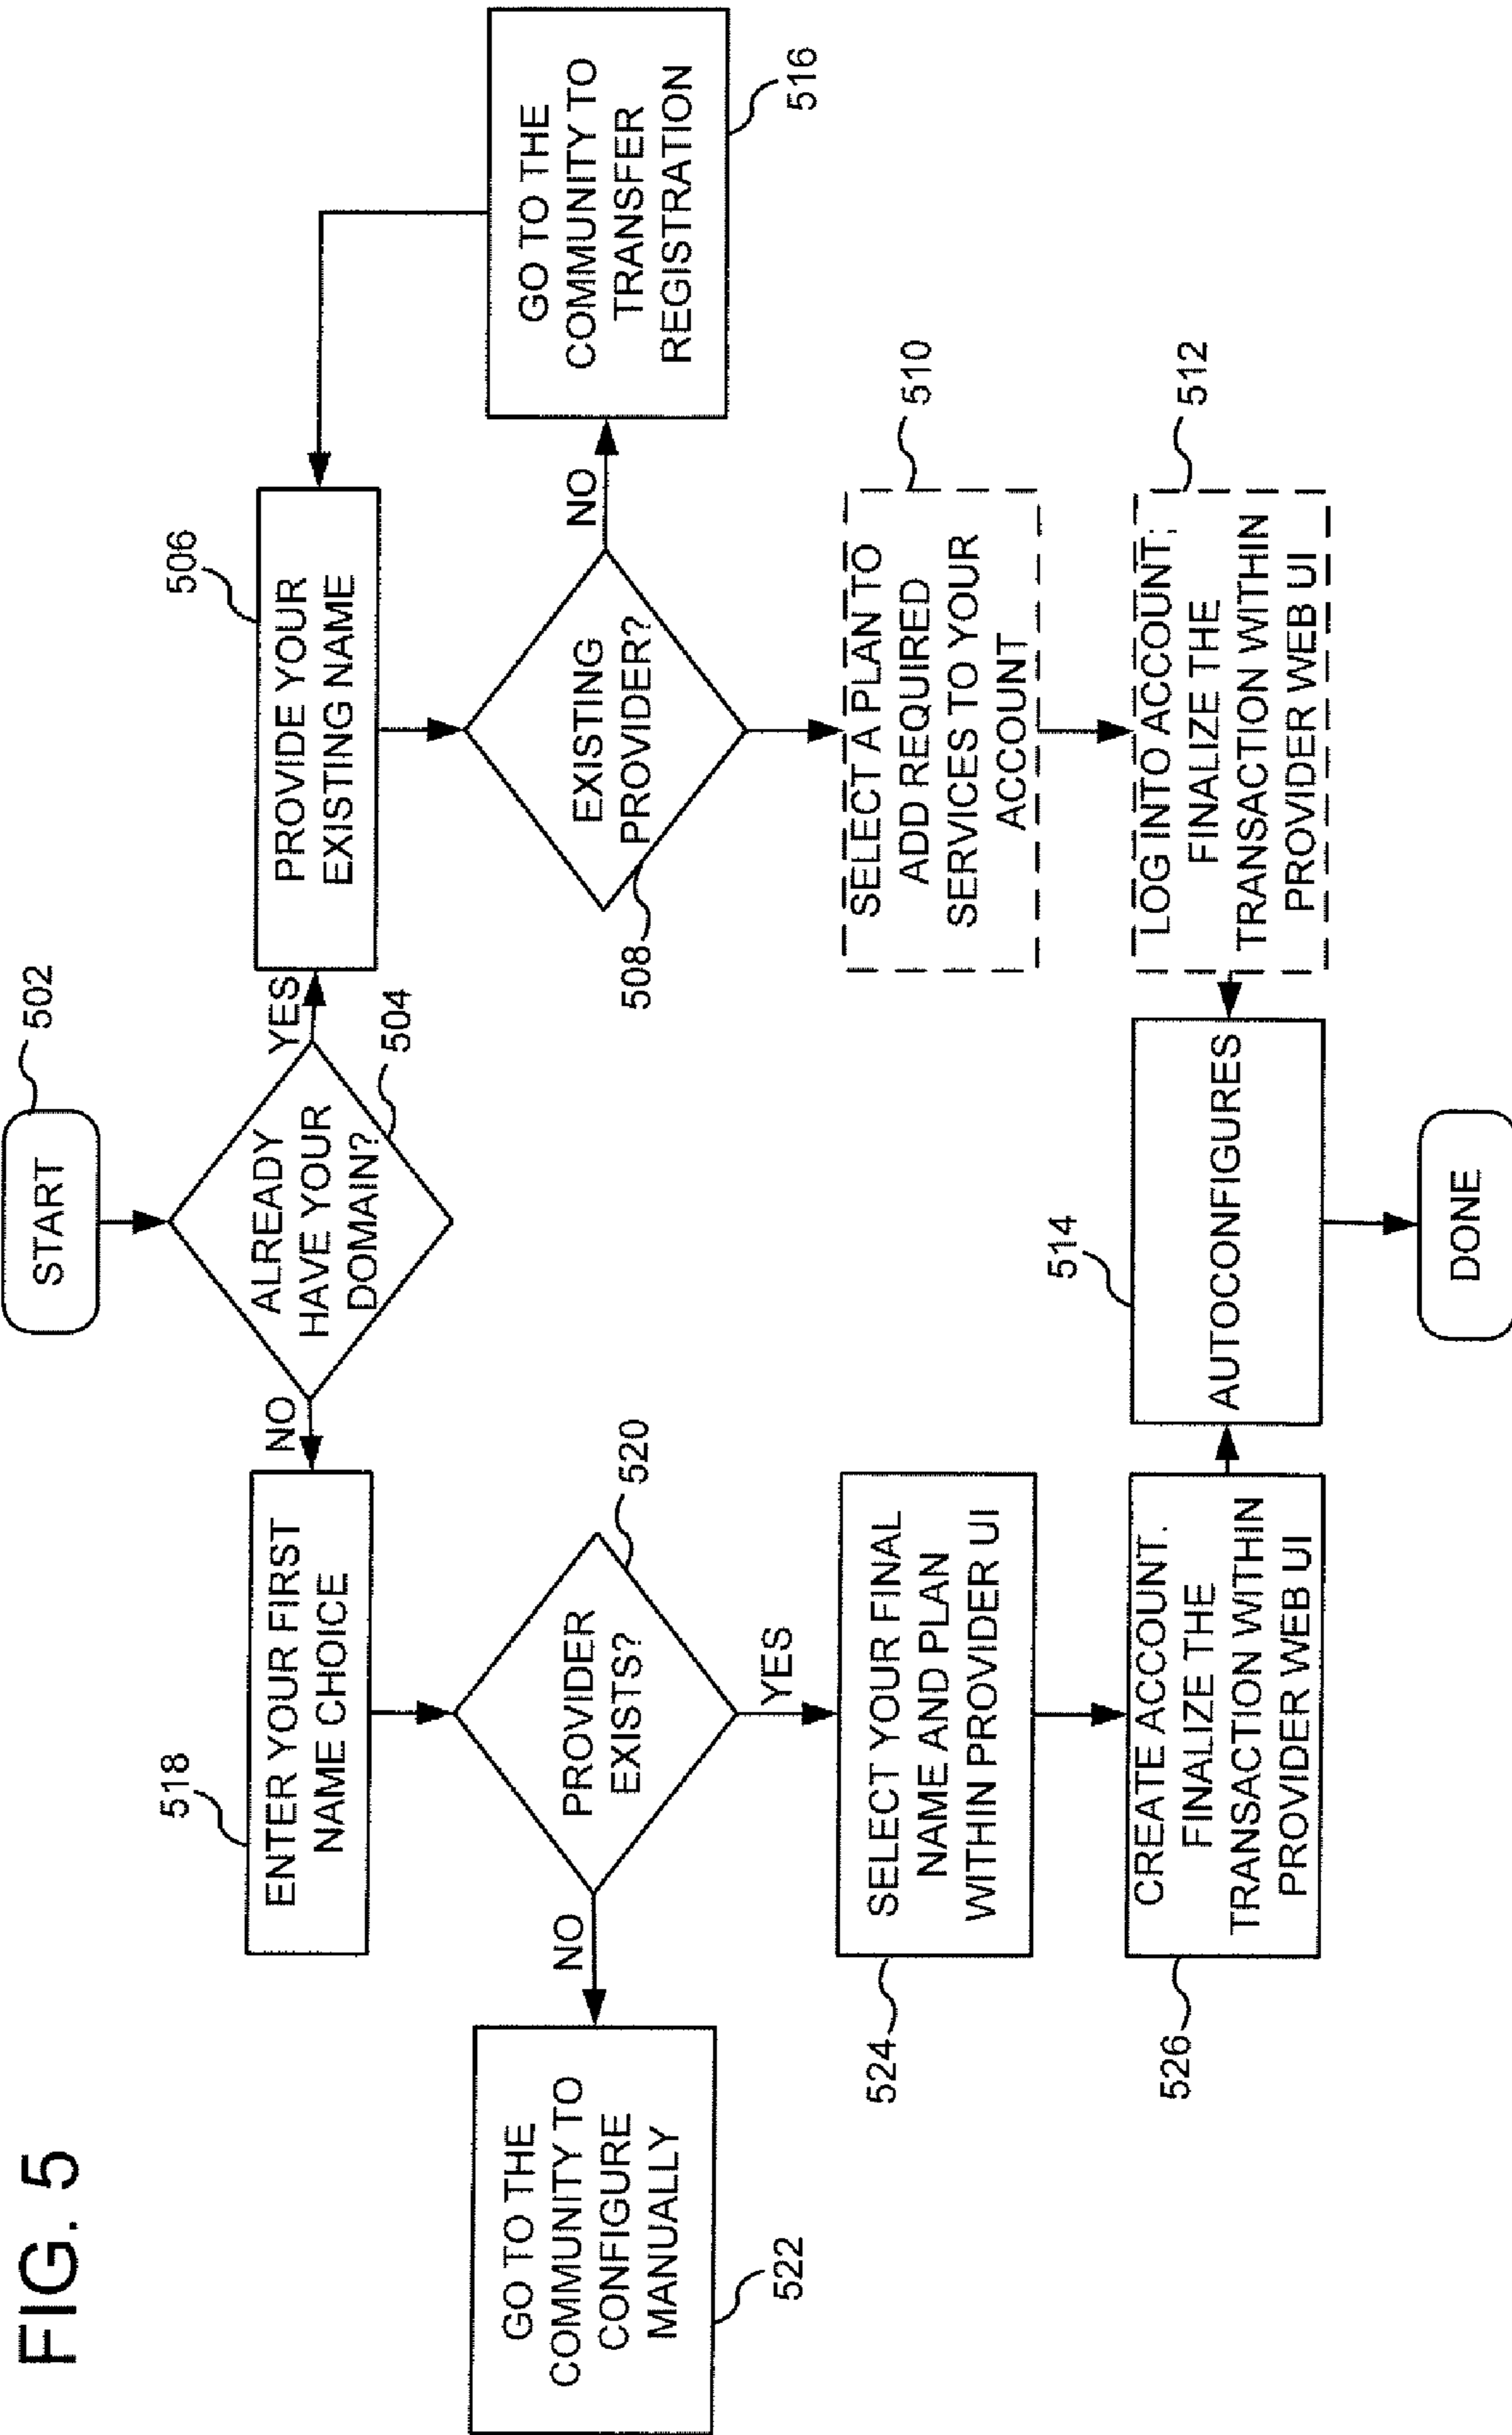 FIG. 5
START
502
ALREADY
HAVE YOUR
DOMAIN?
504
YES
NO
PROVIDE YOUR
EXISTING NAME
506
EXISTING
PROVIDER?
508
NO
GO TO THE
COMMUNITY TO
TRANSFER
REGISTRATION
516
SELECT A PLAN TO
ADD REQUIRED
SERVICES TO YOUR
ACCOUNT
510
LOG INTO ACCOUNT;
FINALIZE THE
TRANSACTION WITHIN
PROVIDER WEB UI
512
ENTER YOUR FIRST
NAME CHOICE
518
PROVIDER
EXISTS?
520
NO
YES
GO TO THE
COMMUNITY TO
CONFIGURE
MANUALLY
522
SELECT YOUR FINAL
NAME AND PLAN
WITHIN PROVIDER UI
524
CREATE ACCOUNT.
FINALIZE THE
TRANSACTION WITHIN
PROVIDER WEB UI
526
AUTOCONFIGURES
514
DONE